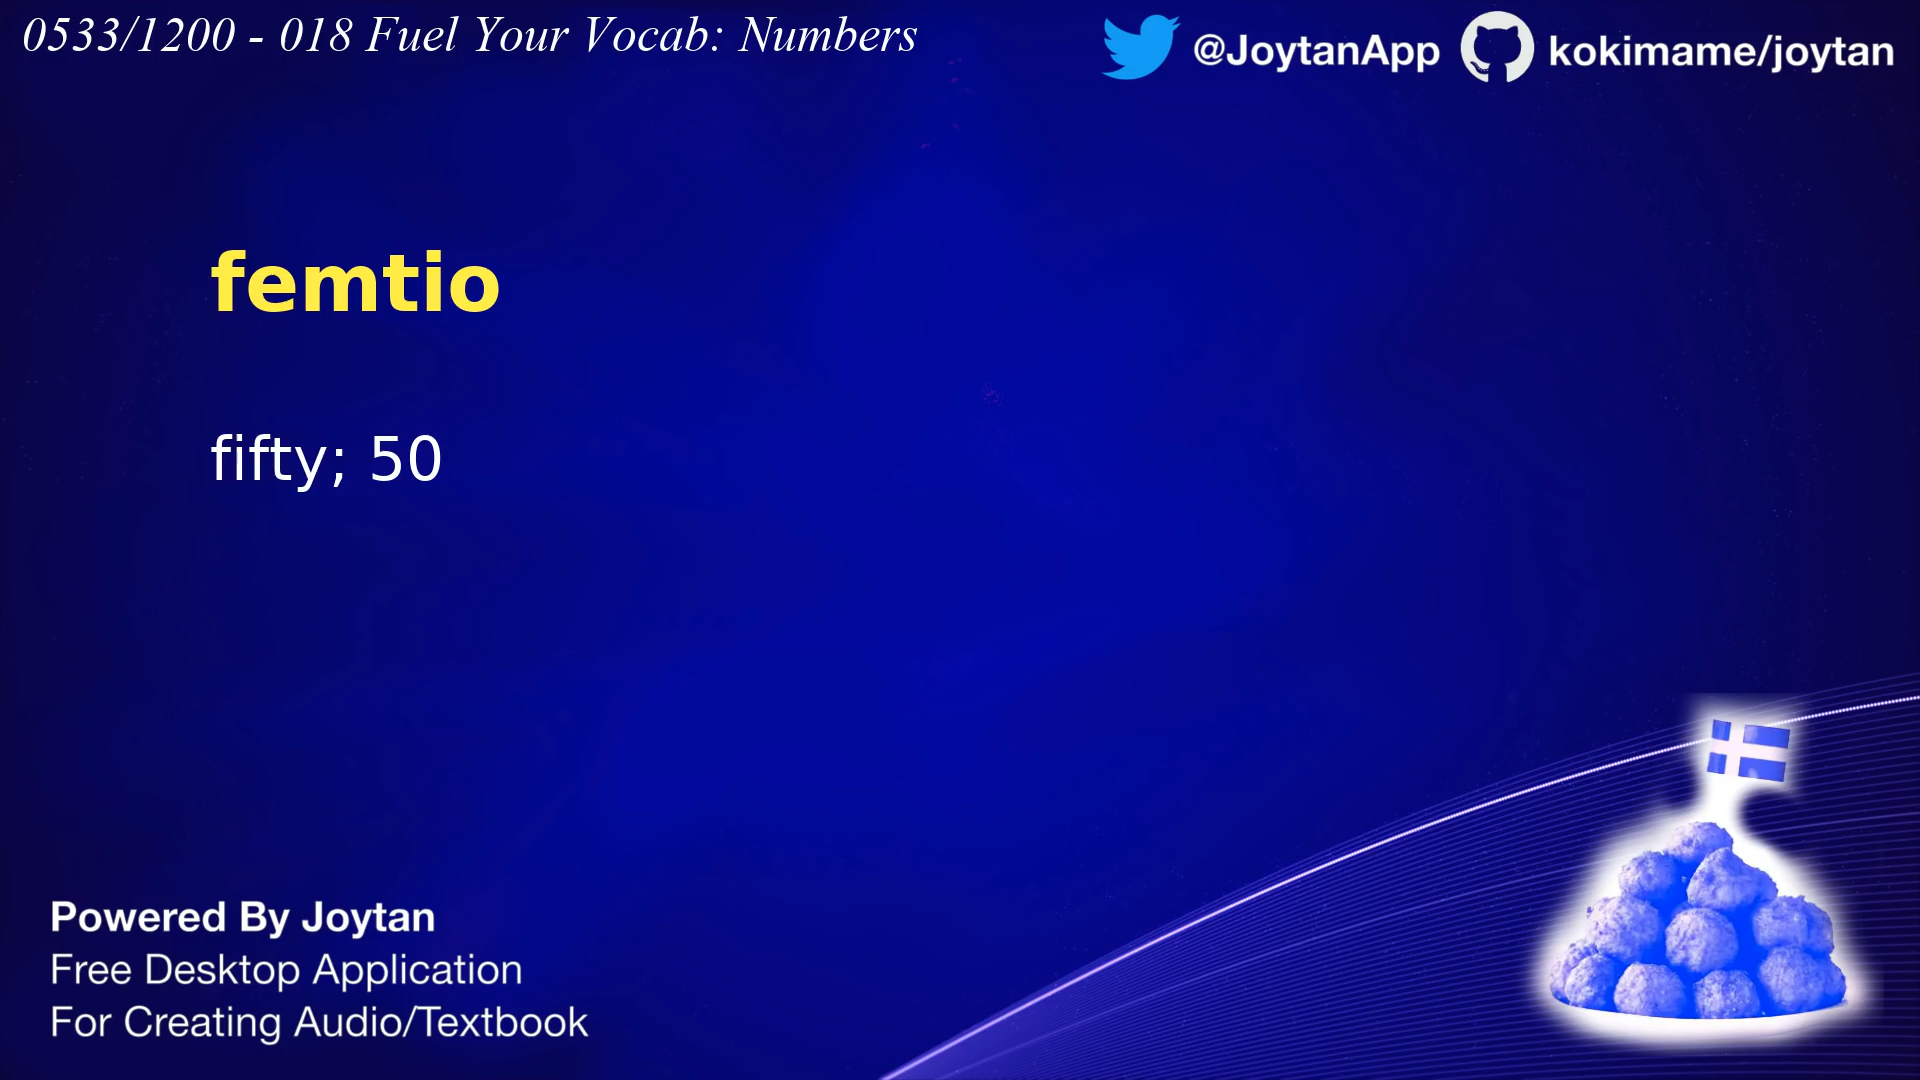 0533/1200 - 018 Fuel Your Vocab: Numbers
@JoytanApp
kokimame/joytan
femtio
fifty; 50
Powered By Joytan
Free Desktop Application
For Creating Audio/Textbook